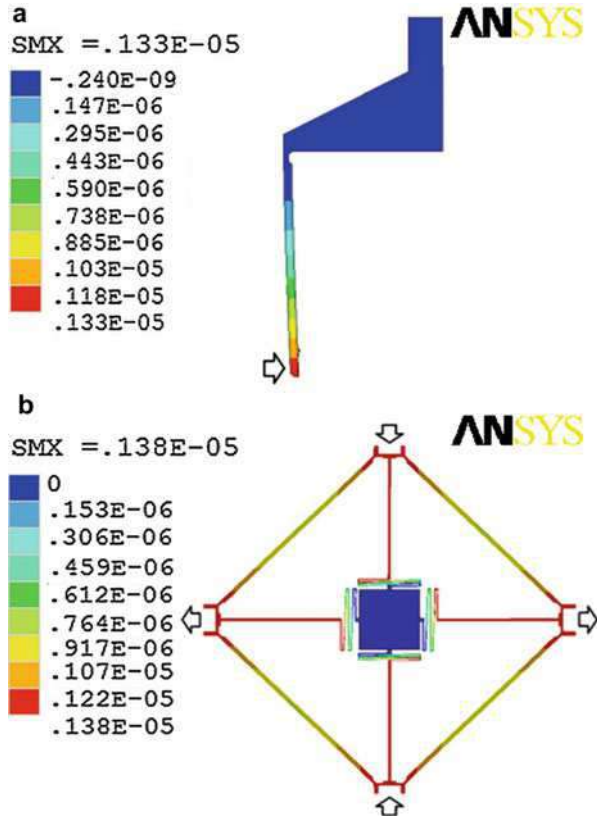 a
ANSYS
SMX =.133E-05
-.240E-09
.147E-06
.295E-06
.443E-06
.590E-06
.738E-06
.885E-06
.103E-05
.118E-05
.133E-05
b
ANSYS
SMX =.138E-05
0
.153E-06
.306E-06
.459E-06
.612E-06
.764E-06
.917E-06
.107E-05
.122E-05
.138E-05